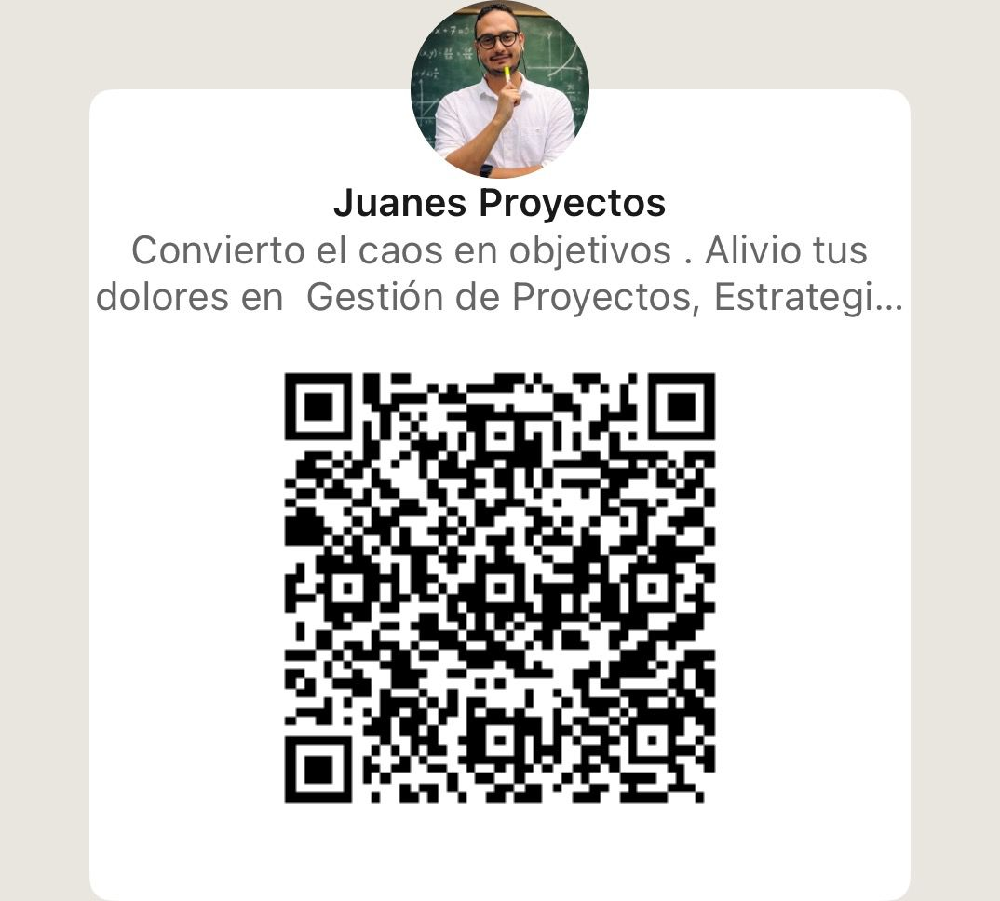 Juanes Proyectos
Convierto el caos en objetivos . Alivio tus
dolores en  Gestión de Proyectos, Estrategi...